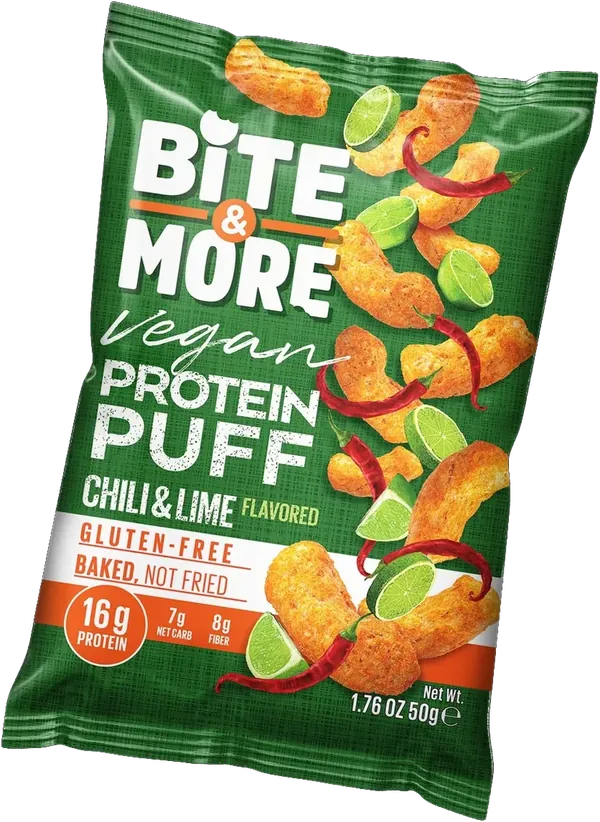 BiTE
&
MORE
vegan
PROTEIN
PUFF
CHILI & LIME FLAVORED
GLUTEN-FREE
BAKED, NOT FRIED
16g
PROTEIN
7g
NET CARB
8g
FIBER
Net Wt.
1.76 OZ 50g ℮